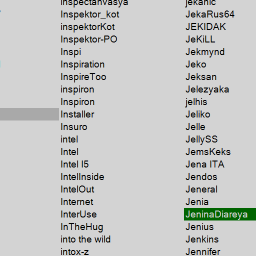 inspectahvasya
Inspektor_kot
inspektorKot
Inspektor-PO
Inspi
Inspiration
InspireToo
inspiron
Inspiron
Installer
Insuro
intel
Intel
Intel I5
IntelInside
IntelOut
Internet
InterUse
InTheHug
into the wild
intox-z
jekanic
JekaRus64
JEKIDAK
JeKiLL
Jekmynd
Jeko
Jeksan
Jelezyaka
jelhis
Jeliko
Jelle
JellySS
JemsKeks
Jena ITA
Jendos
Jeneral
Jenia
JeninaDiareya
Jenius
Jenkins
Jennifer